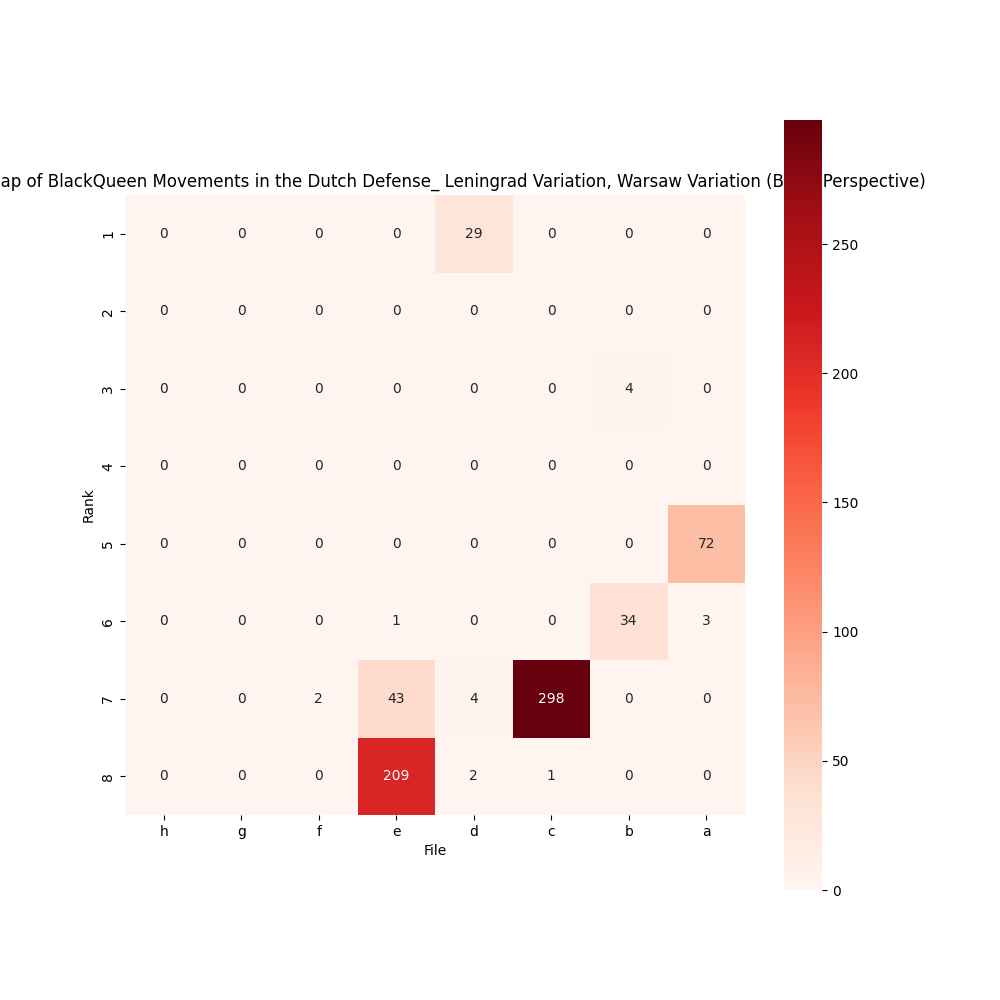 ap of BlackQueen Movements in the Dutch Defense_ Leningrad Variation, Warsaw Variation (B Perspective)
1 0 0 0 0 29 0 0 0
2 0 0 0 0 0 0 0 0
3 0 0 0 0 0 0 4 0
4 0 0 0 0 0 0 0 0
5 0 0 0 0 0 0 0 72
6 0 0 0 1 0 0 34 3
7 0 0 2 43 4 298 0 0
8 0 0 0 209 2 1 0 0
h g f e d c b a
File
Rank
250
200
150
100
50
0